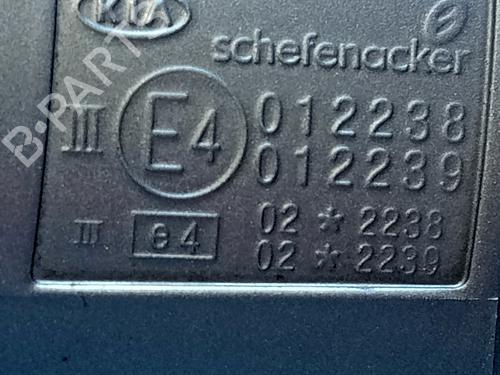 KIA
schefenacker
III E4 012238
012239
III e4 02 * 2238
02 * 2239
B-PARTS